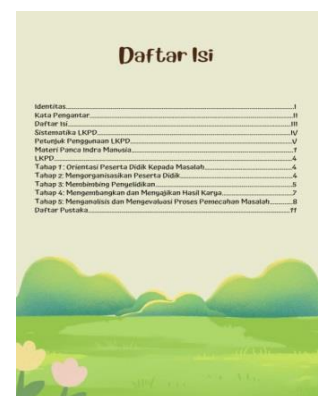 Daftar Isi
Identitas.....I
Kata Pengantar.....II
Daftar Isi.....III
Sistematika LKPD.....IV
Petunjuk Penggunaan LKPD.....V
Materi Panca Indra Manusia.....1
LKPD.....4
Tahap 1: Orientasi Peserta Didik Kepada Masalah.....4
Tahap 2: Mengorganisasikan Peserta Didik.....4
Tahap 3: Membimbing Penyelidikan.....5
Tahap 4: Mengembangkan dan Menyajikan Hasil Karya.....7
Tahap 5: Menganalisis dan Mengevaluasi Proses Pemecahan Masalah.....8
Daftar Pustaka.....11